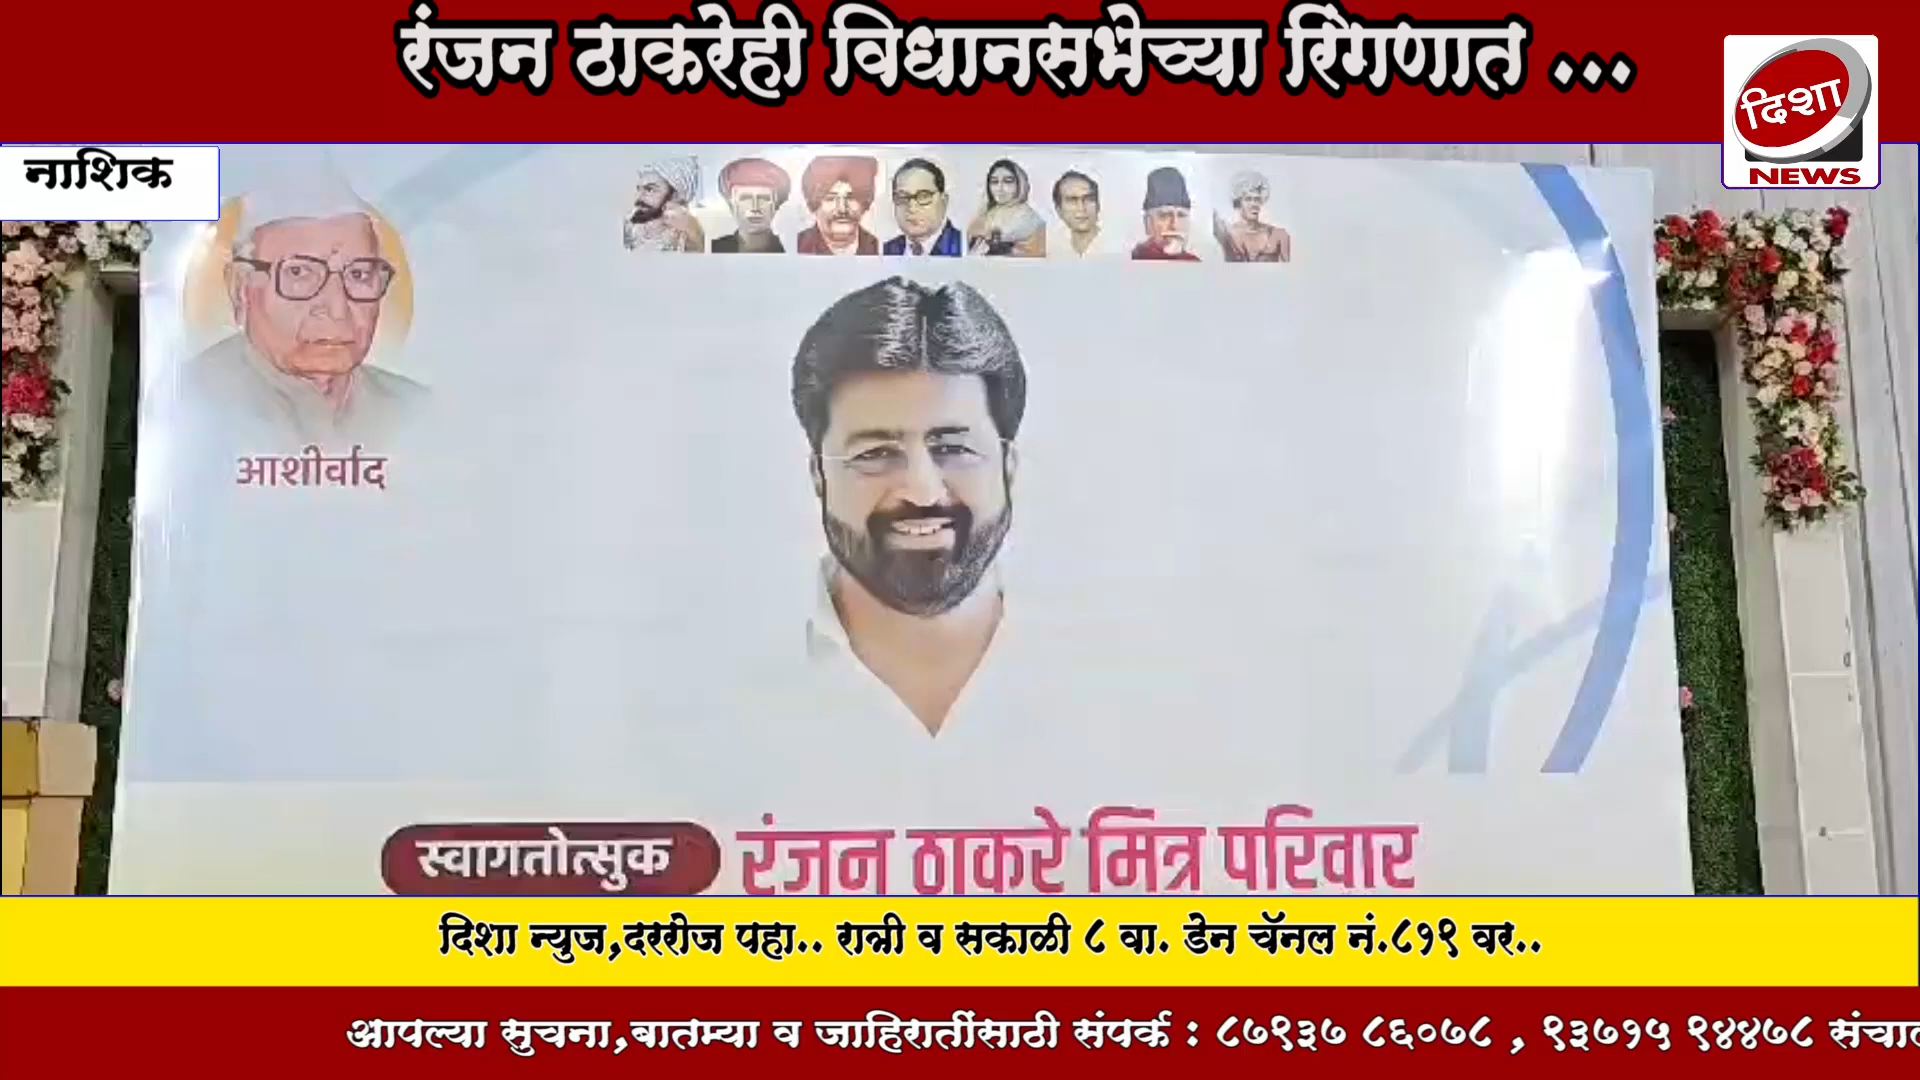 रंजन ठाकरेही विधानसभेच्या रिंगणात ...
दिशा
NEWS
नाशिक
आशीर्वाद
स्वागतोत्सुक रंजन ठाकरे मित्र परिवार
दिशा न्युज,दररोज पहा.. रात्री व सकाळी ८ वा. डेन चॅनल नं.८१९ वर..
आपल्या सुचना,बातम्या व जाहिरातींसाठी संपर्क : ८७९३७ ८६०७८ , ९३७१५ ९४४७८